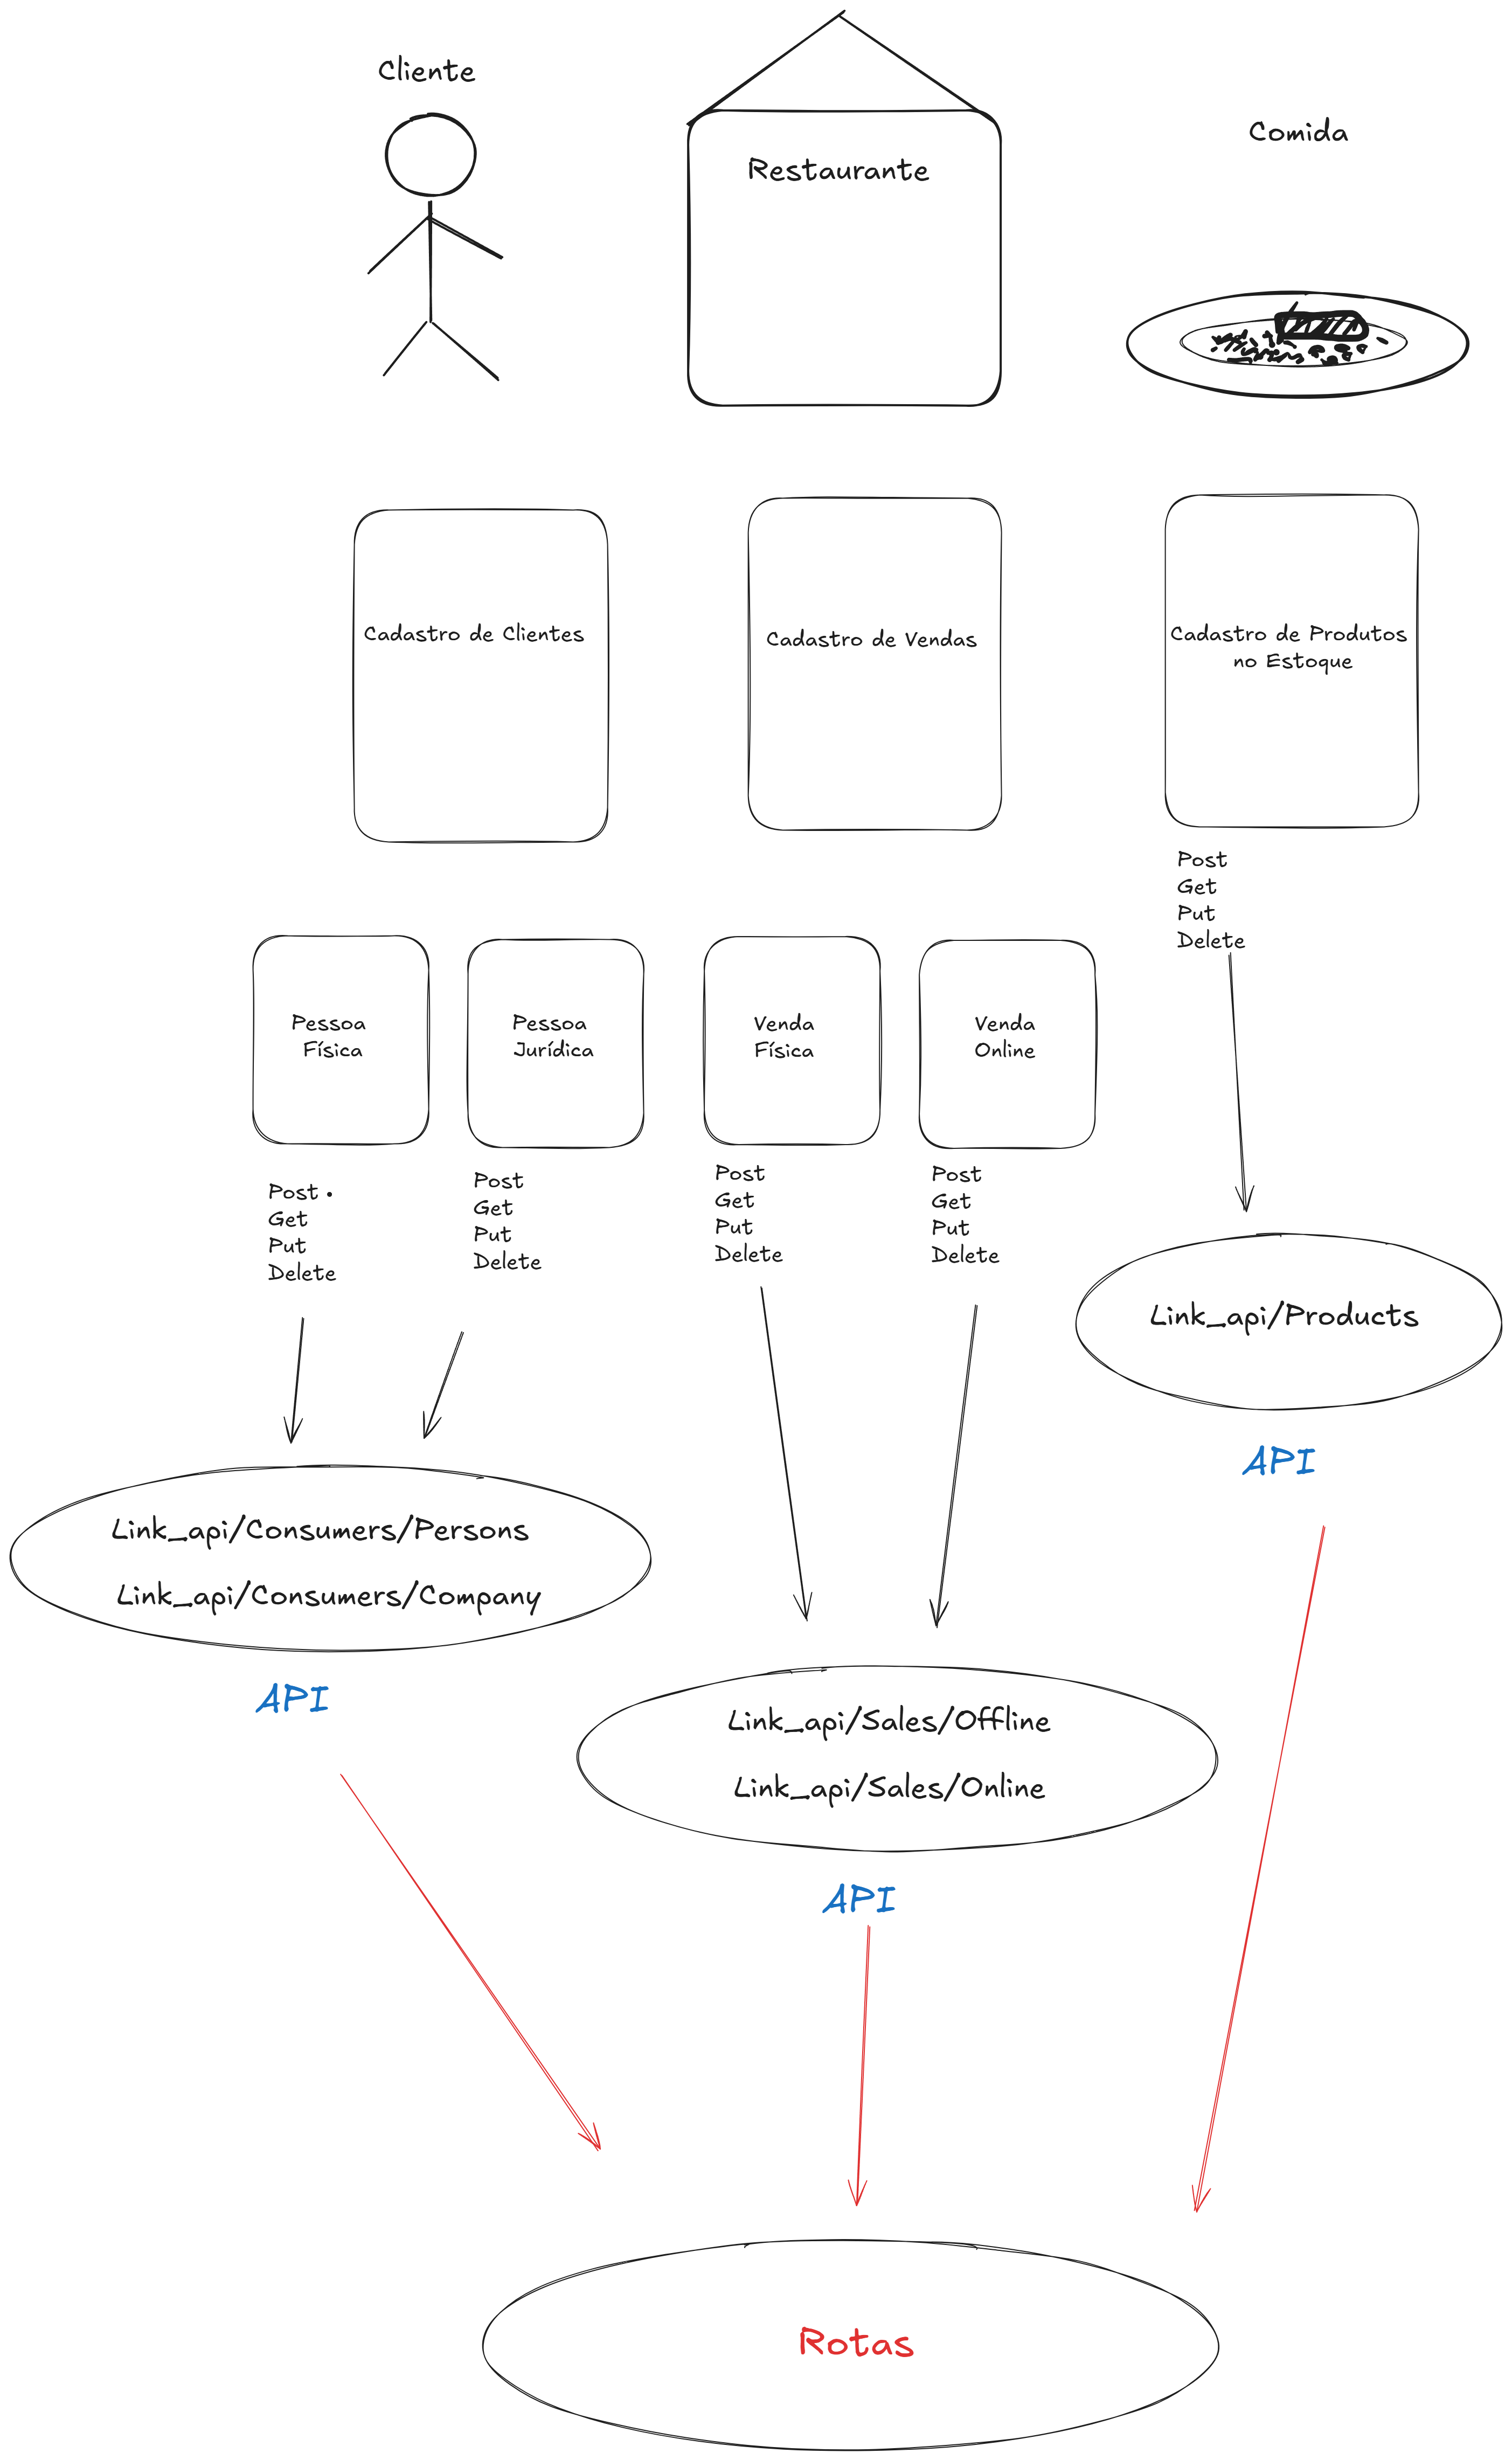 Cliente
Restaurante
Comida
Cadastro de Clientes
Cadastro de Vendas
Cadastro de Produtos
no Estoque
Post
Get
Put
Delete
Pessoa
Física
Pessoa
Jurídica
Venda
Física
Venda
Online
Post
Get
Put
Delete
Post
Get
Put
Delete
Post
Get
Put
Delete
Post
Get
Put
Delete
Link_api/Products
API
Link_api/Consumers/Persons
Link_api/Consumers/Company
API
Link_api/Sales/Offline
Link_api/Sales/Online
API
Rotas